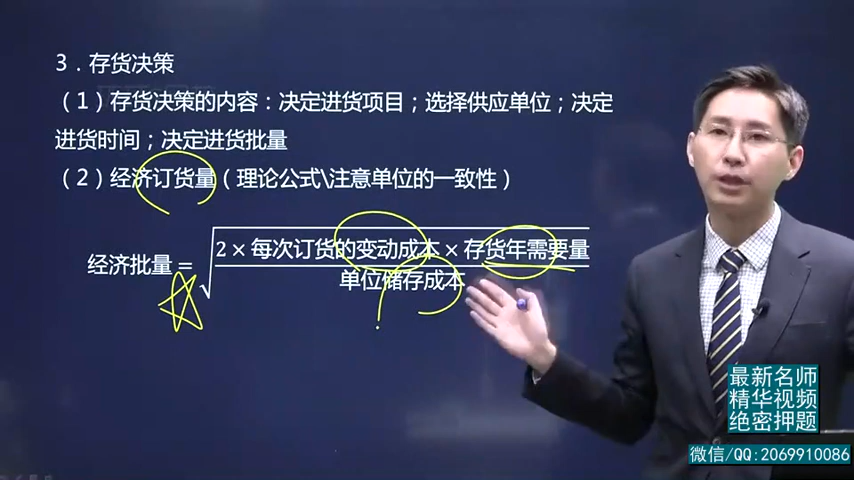 3．存货决策
（1）存货决策的内容：决定进货项目；选择供应单位；决定
进货时间；决定进货批量
（2）经济订货量（理论公式\注意单位的一致性）
经济批量＝√
2×每次订货的变动成本×存货年需要量
单位储存成本
最新名师
精华视频
绝密押题
微信/QQ:2069910086